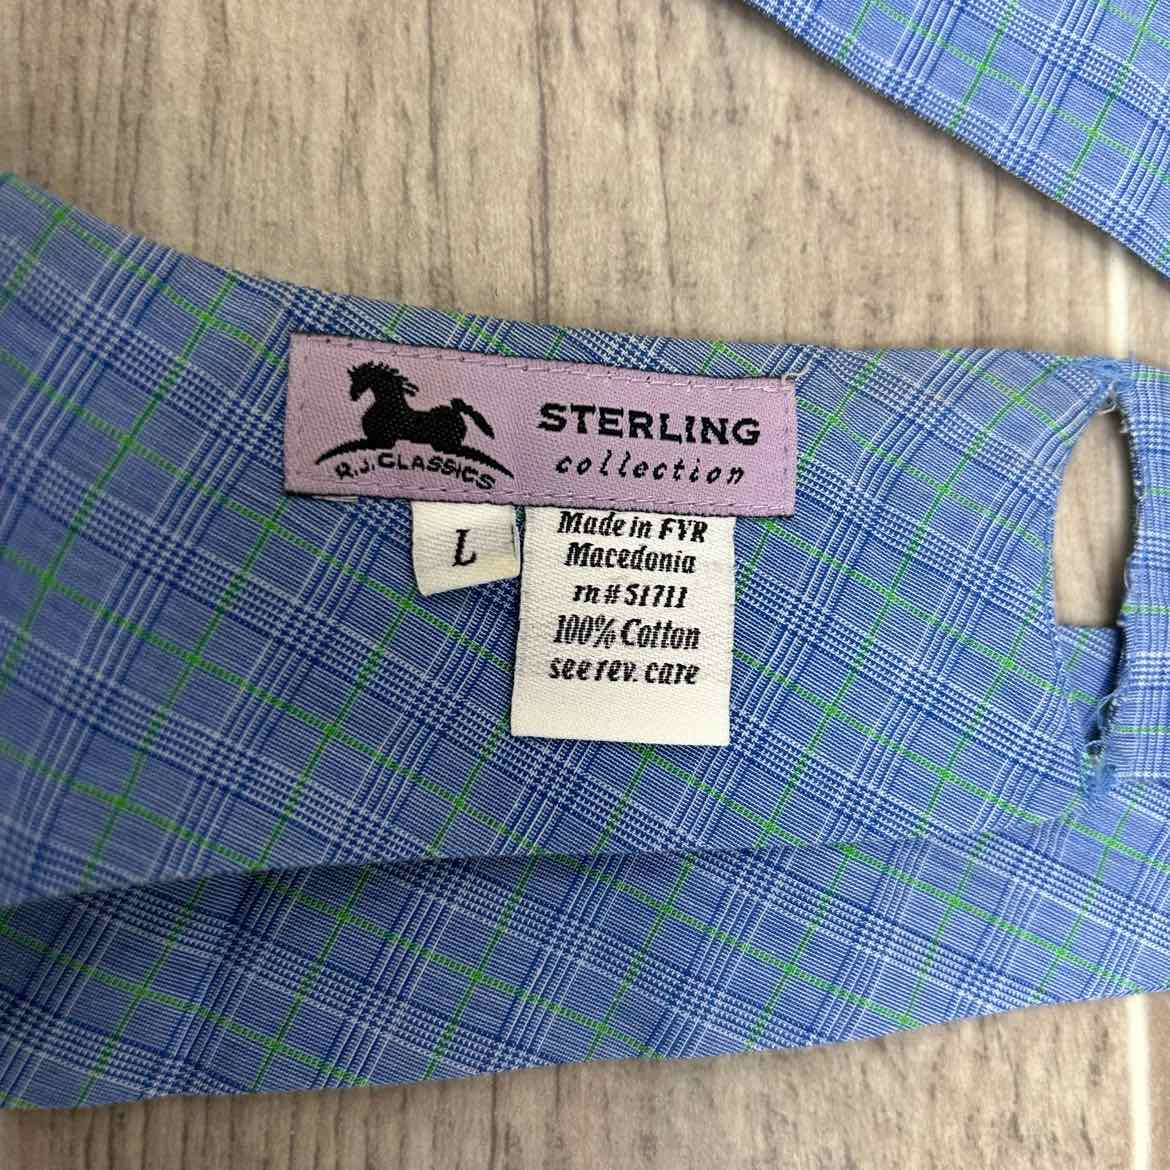 R.J. CLASSICS
STERLING
collection
L
Made in FYR
Macedonia
rn# 51711
100% Cotton
see rev. care